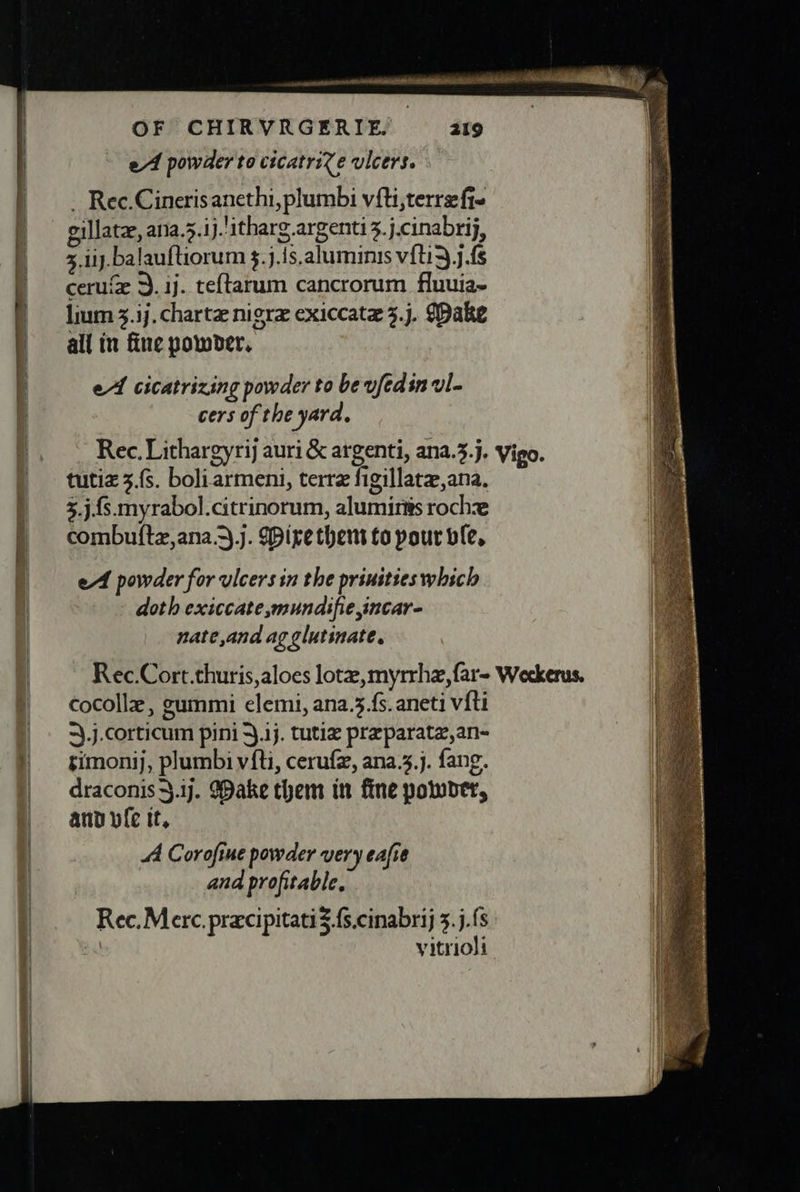 OF CHIRVRGERIE. 219
A powder to cicatrize vlcers.
Rec. Cineris anethi, plumbi vſti, terræ ſi-
gillatæ, ana.ʒ.ij. litharg. argenti ʒ.j. cinabrij,
ʒ.iij. balauſtiorum ʒ.j.ſs. aluminis vſti ℈.j.ſs
ceruſæ ℈.ij. teſtarum cancrorum fluuia-
lium ʒ.ij. chartæ nigræ exiccatæ ʒ.j. Make
all in fine powder.
A cicatrizing powder to be vſed in vl-
cers of the yard.
Rec. Lithargyrij auri & argenti, ana.ʒ.j. Vigo.
tutiæ ʒ.ſs. boli armeni, terræ ſigillatæ, ana.
ʒ.j.ſs. myrabol. citrinorum, aluminis rochæ
combuſtæ, ana.℈.j. Mixe them to your vſe.
A powder for vlcers in the priuities which
doth exiccate, mundifie, incar-
nate, and agglutinate.
Rec. Cort. thuris, aloes lotæ, myrrhæ, ſar- Weckerus.
cocollæ, gummi elemi, ana.ʒ.ſs. aneti vſti
℈.j. corticum pini ℈.ij. tutiæ præparatæ, an-
timonij, plumbi vſti, ceruſæ, ana.ʒ.j. ſang.
draconis ℈.ij. Make them in fine powder,
and vſe it.
A Coroſiue powder very eaſie
and profitable.
Rec. Merc. præcipitati ℥.ſs. cinabrij ʒ.j.ſs
vitrioli